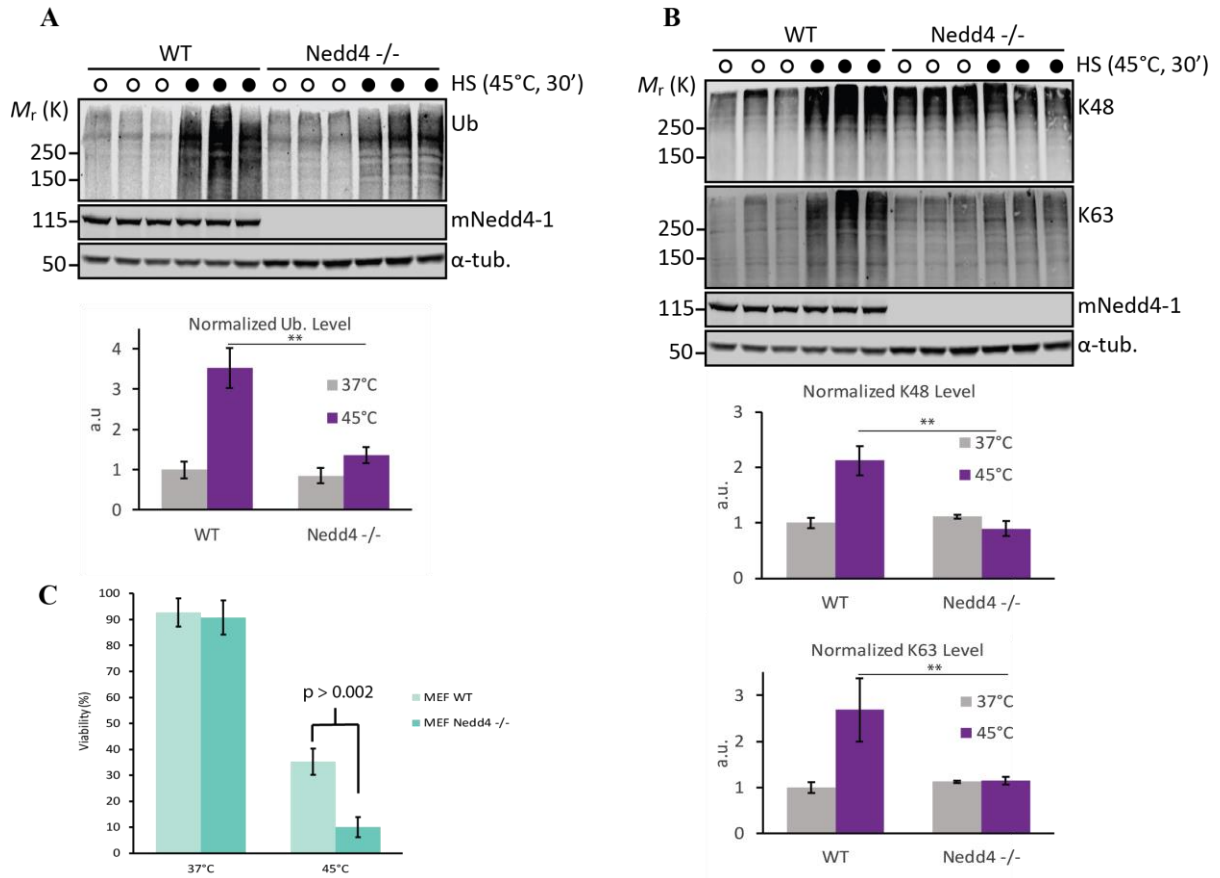 A
WT Nedd4 -/-
HS (45°C, 30’)
Mr (K)
Ub
250
150
115 mNedd4-1
50 α-tub.
Normalized Ub. Level
**
4
3
2
1
0
a.u
37°C
45°C
WT Nedd4 -/-
B
WT Nedd4 -/-
HS (45°C, 30’)
Mr (K)
K48
250
150
K63
250
150
115 mNedd4-1
50 α-tub.
Normalized K48 Level
**
3
2
1
0
a.u.
37°C
45°C
WT Nedd4 -/-
Normalized K63 Level
**
3
2
1
0
a.u.
37°C
45°C
WT Nedd4 -/-
C
100
90
80
70
60
50
40
30
20
10
0
Viability(%)
p > 0.002
MEF WT
MEF Nedd4 -/-
37°C 45°C